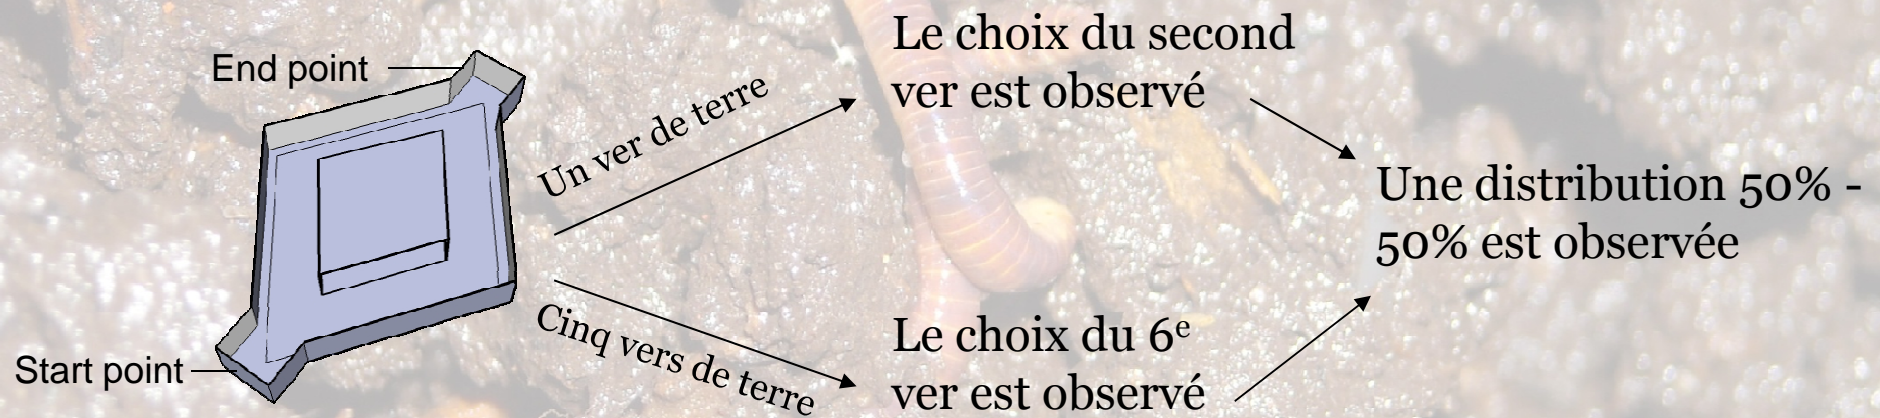 End point
Start point
Un ver de terre
Cinq vers de terre
Le choix du second
ver est observé
Le choix du 6e
ver est observé
Une distribution 50% -
50% est observée